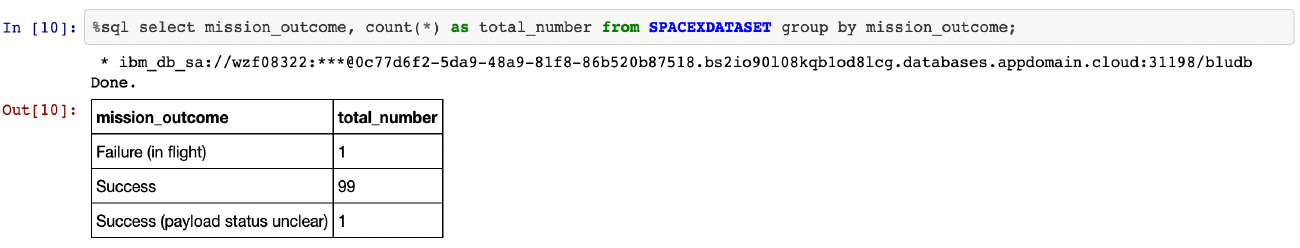 In [10]: %sql select mission_outcome, count(*) as total_number from SPACEXDATASET group by mission_outcome;
* ibm_db_sa://wzf08322:***@0c77d6f2-5da9-48a9-81f8-86b520b87518.bs2io90l08kqb1od8lcg.databases.appdomain.cloud:31198/bludb
Done.
Out[10]:
mission_outcome total_number
Failure (in flight) 1
Success 99
Success (payload status unclear) 1